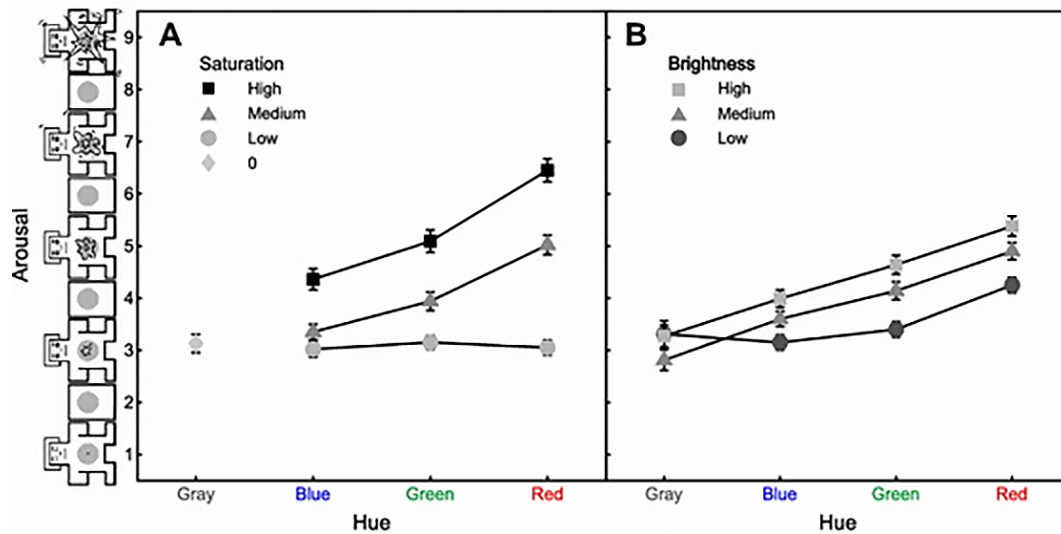 A
Saturation
High
Medium
Low
0
B
Brightness
High
Medium
Low
Arousal
9
8
7
6
5
4
3
2
1
Gray Blue Green Red
Hue
Gray Blue Green Red
Hue